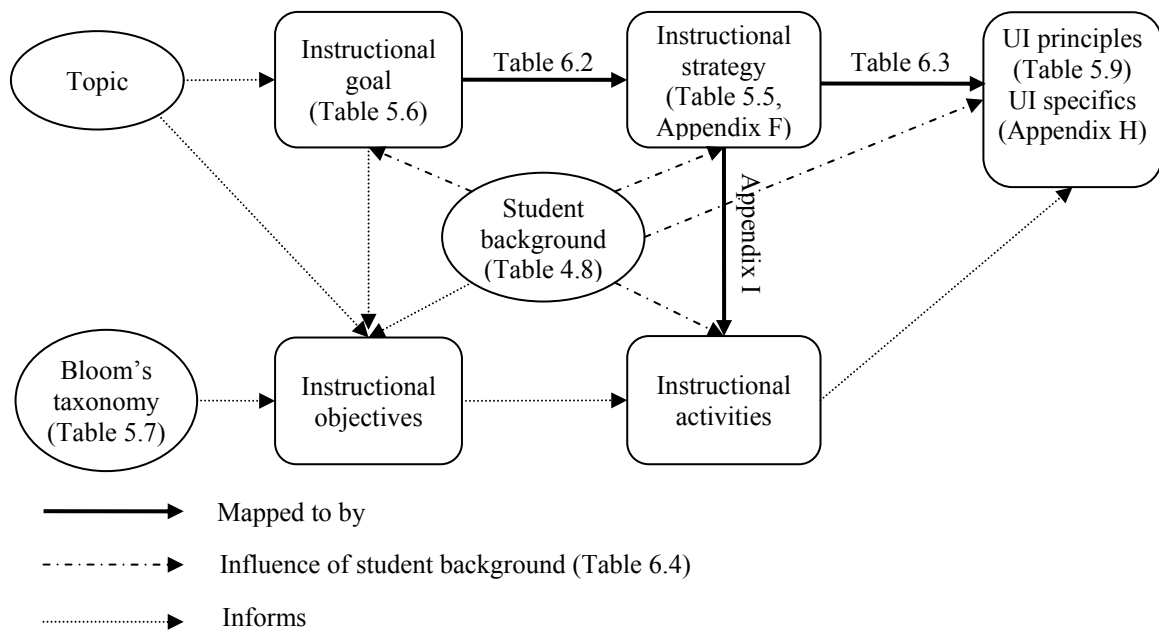 Topic
Instructional
goal
(Table 5.6)
Table 6.2
Instructional
strategy
(Table 5.5,
Appendix F)
Table 6.3
UI principles
(Table 5.9)
UI specifics
(Appendix H)
Student
background
(Table 4.8)
Appendix I
Bloom’s
taxonomy
(Table 5.7)
Instructional
objectives
Instructional
activities
Mapped to by
Influence of student background (Table 6.4)
Informs